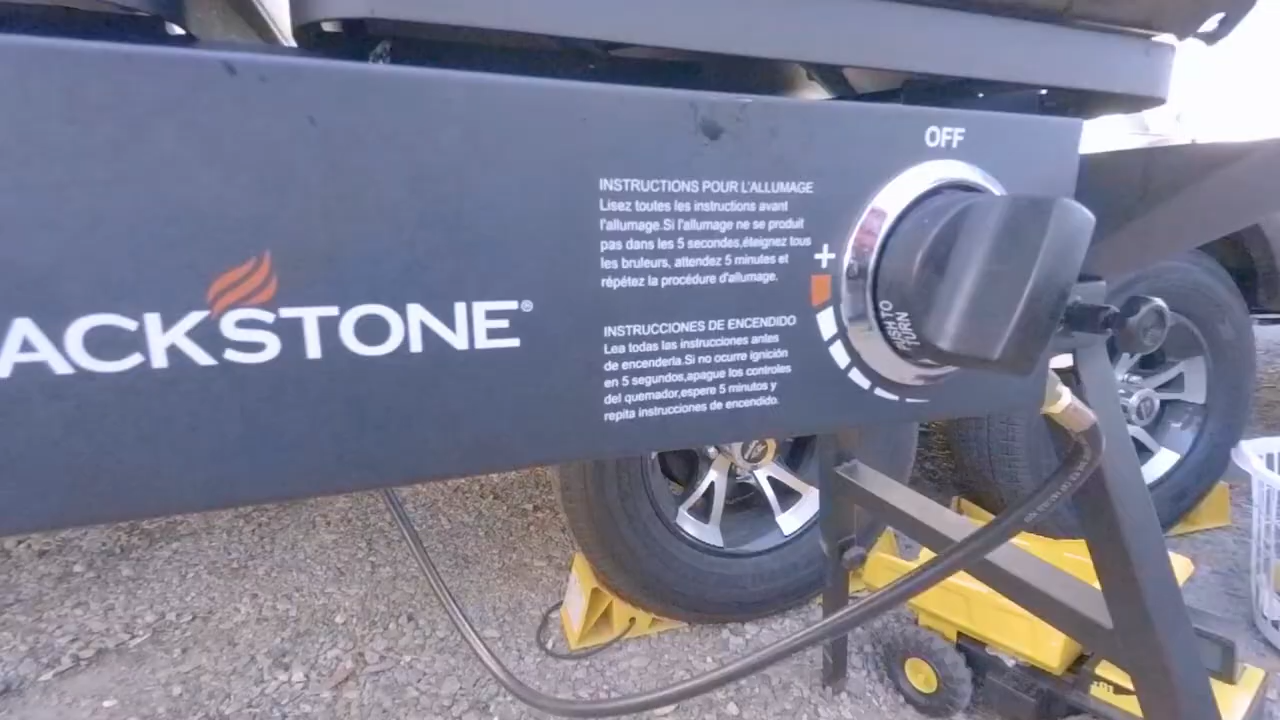 OFF
INSTRUCTIONS POUR L'ALLUMAGE
Lisez toutes les instructions avant
l'allumage.Si l'allumage ne se produit
pas dans les 5 secondes,éteignez tous
les bruleurs, attendez 5 minutes et
répétez la procédure d'allumage.
+
ACKSTONE®
INSTRUCCIONES DE ENCENDIDO
Lea todas las instrucciones antes
de encenderla.Si no ocurre ignición
en 5 segundos,apague los controles
del quemador,espere 5 minutos y
repita instrucciones de encendido.
PUSH TO
TURN